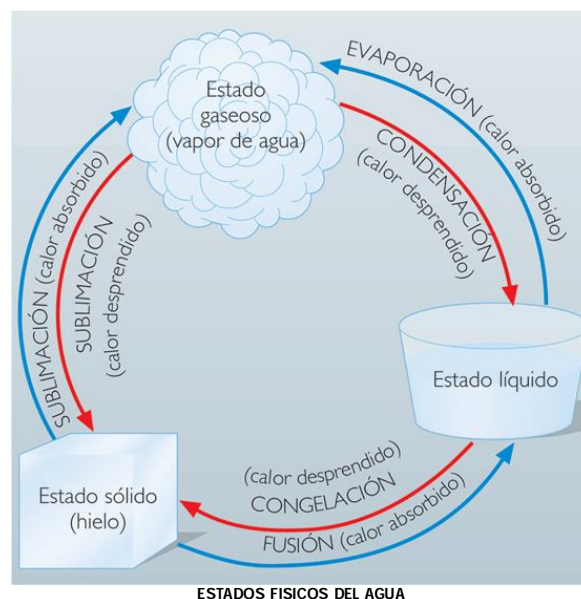 Estado
gaseoso
(vapor de agua)
EVAPORACIÓN (calor absorbido)
CONDENSACIÓN
(calor desprendido)
SUBLIMACIÓN (calor absorbido)
SUBLIMACIÓN
(calor desprendido)
Estado líquido
Estado sólido
(hielo)
(calor desprendido)
CONGELACIÓN
FUSIÓN (calor absorbido)
ESTADOS FISICOS DEL AGUA